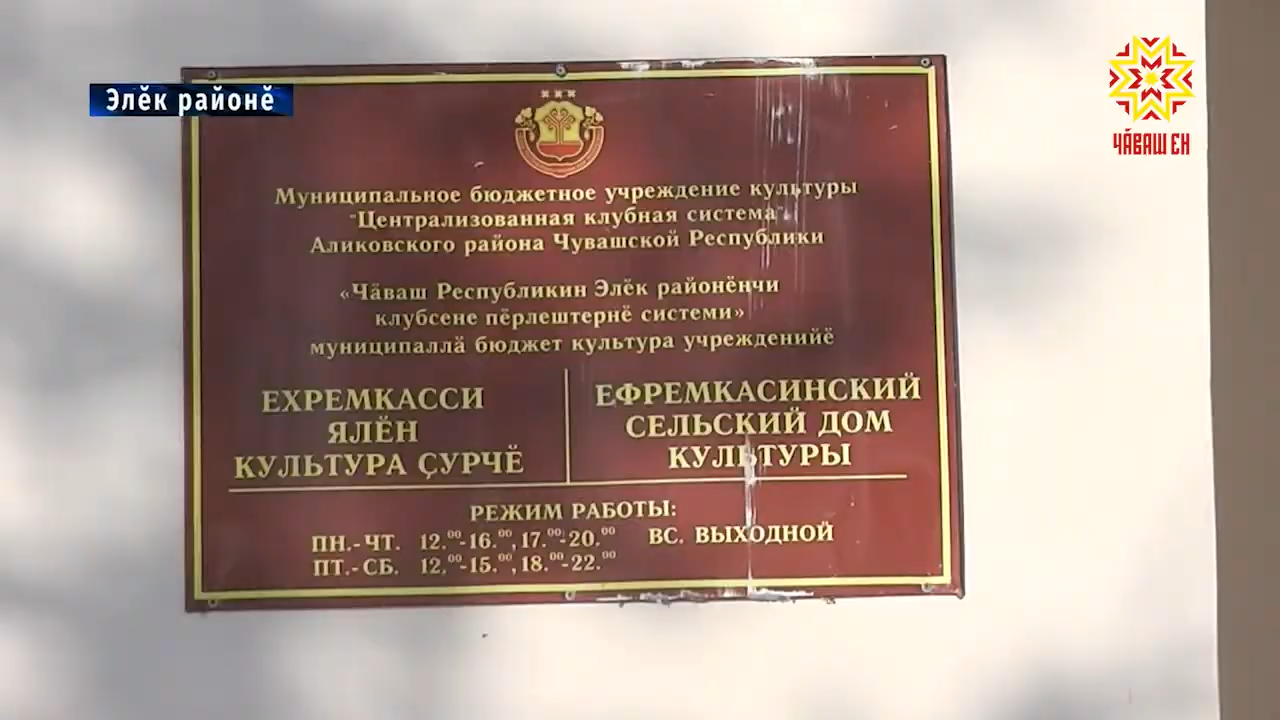 Элӗк районӗ
ЧӐВАШ ЕН
Муниципальное бюджетное учреждение культуры
"Централизованная клубная система"
Аликовского района Чувашской Республики
«Чӑваш Республикин Элӗк районӗнчи
клубсене пӗрлештернӗ системи»
муниципаллӑ бюджет культура учрежденийӗ
ЕХРЕМКАССИ
ЯЛӖН
КУЛЬТУРА ҪУРЧӖ
ЕФРЕМКАСИНСКИЙ
СЕЛЬСКИЙ ДОМ
КУЛЬТУРЫ
РЕЖИМ РАБОТЫ:
ПН.-ЧТ. 12.⁰⁰-16.⁰⁰,17.⁰⁰-20.⁰⁰ ВС. ВЫХОДНОЙ
ПТ.-СБ. 12.⁰⁰-15.⁰⁰,18.⁰⁰-22.⁰⁰